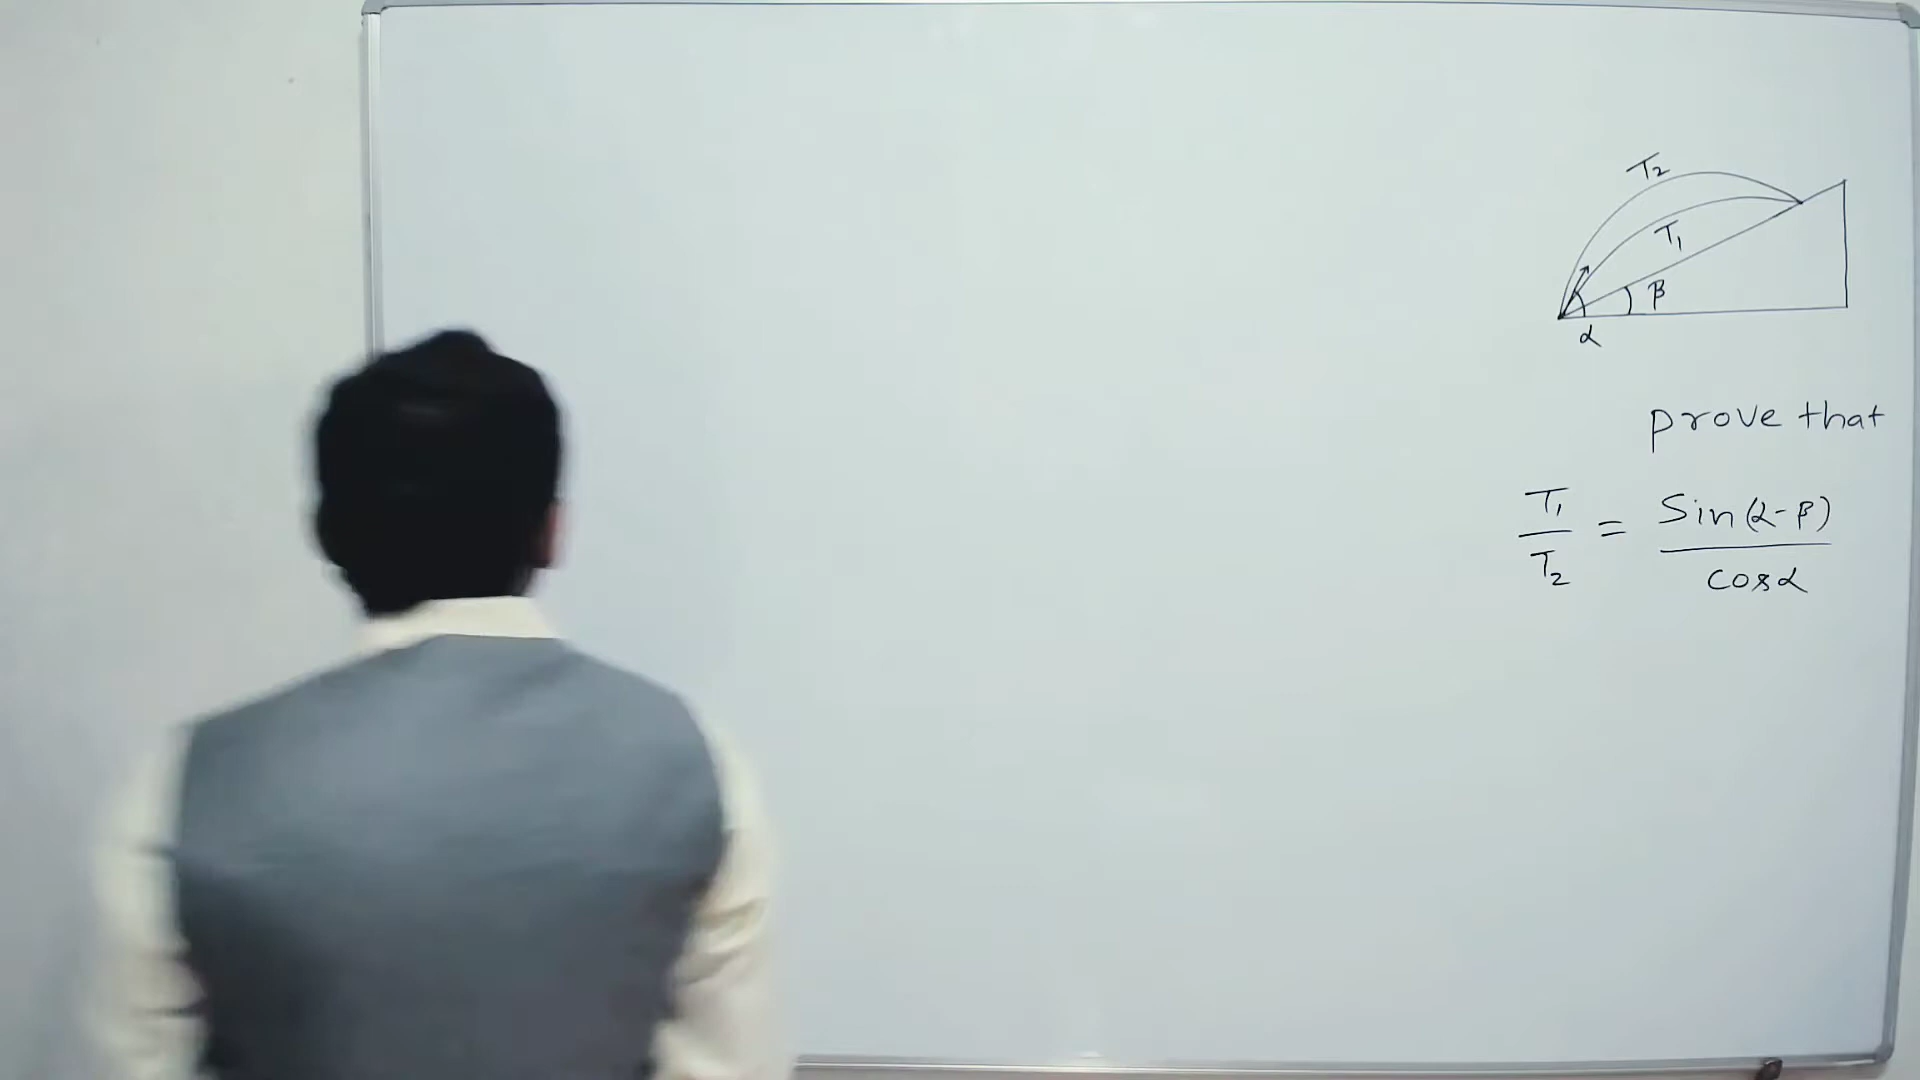 T₂
T₁
β
α
prove that
T₁/T₂ = Sin(α-β)/cosα